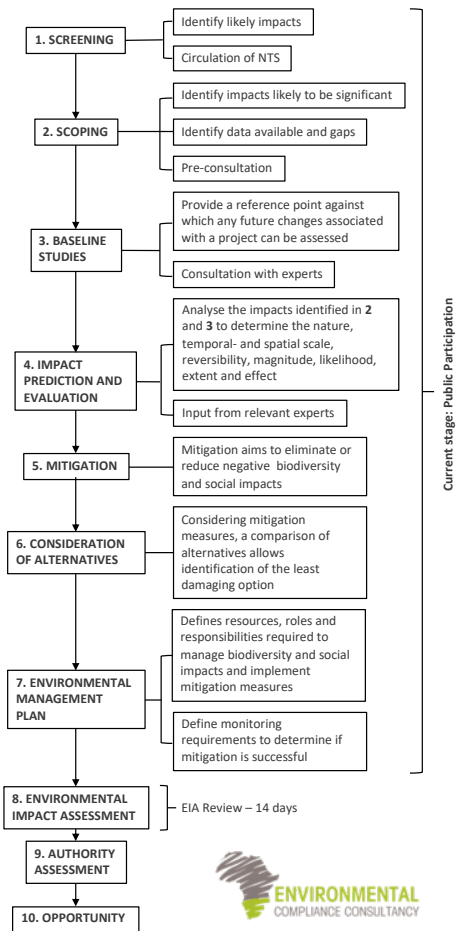 1. SCREENING
Identify likely impacts
Circulation of NTS
2. SCOPING
Identify impacts likely to be significant
Identify data available and gaps
Pre-consultation
3. BASELINE
STUDIES
Provide a reference point against
which any future changes associated
with a project can be assessed
Consultation with experts
4. IMPACT
PREDICTION AND
EVALUATION
Analyse the impacts identified in 2
and 3 to determine the nature,
temporal- and spatial scale,
reversibility, magnitude, likelihood,
extent and effect
Input from relevant experts
5. MITIGATION
Mitigation aims to eliminate or
reduce negative biodiversity
and social impacts
6. CONSIDERATION
OF ALTERNATIVES
Considering mitigation
measures, a comparison of
alternatives allows
identification of the least
damaging option
7. ENVIRONMENTAL
MANAGEMENT
PLAN
Defines resources, roles and
responsibilities required to
manage biodiversity and social
impacts and implement
mitigation measures
Define monitoring
requirements to determine if
mitigation is successful
Current stage: Public Participation
8. ENVIRONMENTAL
IMPACT ASSESSMENT
EIA Review – 14 days
9. AUTHORITY
ASSESSMENT
10. OPPORTUNITY
ENVIRONMENTAL
COMPLIANCE CONSULTANCY